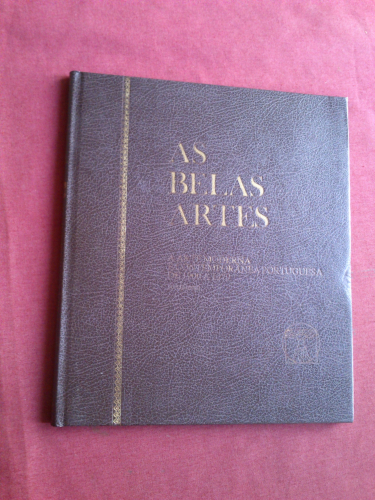 AS
BELAS
ARTES
A ARTE MODERNA
E CONTEMPORÂNEA PORTUGUESA